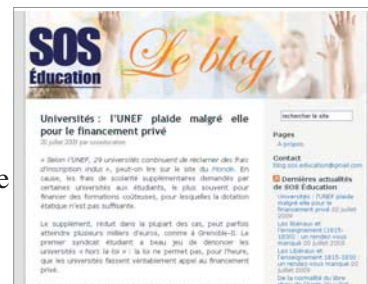 SOS
Éducation
Le blog
Universités : l'UNEF plaide malgré elle
pour le financement privé
20 juillet 2009 par soseducation
« Selon l'UNEF, 29 universités continuent de réclamer des frais
d'inscription indus », peut-on lire sur le site du Monde. En
cause, les frais de scolarité supplémentaires demandés par
certaines universités aux étudiants, le plus souvent pour
financer des formations coûteuses, pour lesquelles la dotation
étatique n'est pas suffisante.
Le supplément, réduit dans la plupart des cas, peut parfois
atteindre plusieurs milliers d'euros, comme à Grenoble-II. Le
premier syndicat étudiant a beau jeu de dénoncer les
universités « hors la loi » : la loi ne permet pas, pour l'heure,
que les universités fassent véritablement appel au financement
privé.
rechercher le site
Pages
A propos
Contact
blog.sos.education@gmail.com
Dernières actualités
de SOS Éducation
Universités : l'UNEF plaide
malgré elle pour le
financement privé 20 juillet
2009
Les libéraux et
l'enseignement (1815-
1830) : un rendez-vous
manqué
Les Libéraux et
l'enseignement 1815-1830 :
un rendez-vous manqué
juillet 2009
De la normalité du libre
e